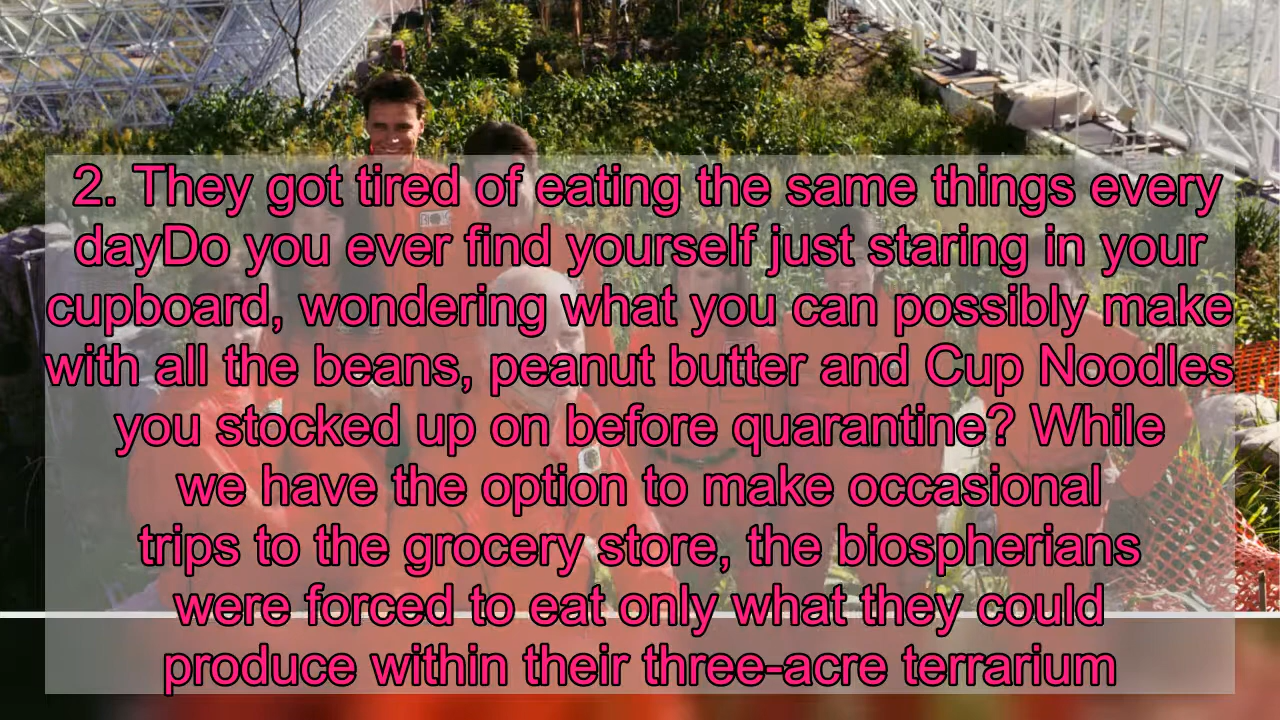 2. They got tired of eating the same things every
dayDo you ever find yourself just staring in your
cupboard, wondering what you can possibly make
with all the beans, peanut butter and Cup Noodles
you stocked up on before quarantine? While
we have the option to make occasional
trips to the grocery store, the biospherians
were forced to eat only what they could
produce within their three-acre terrarium